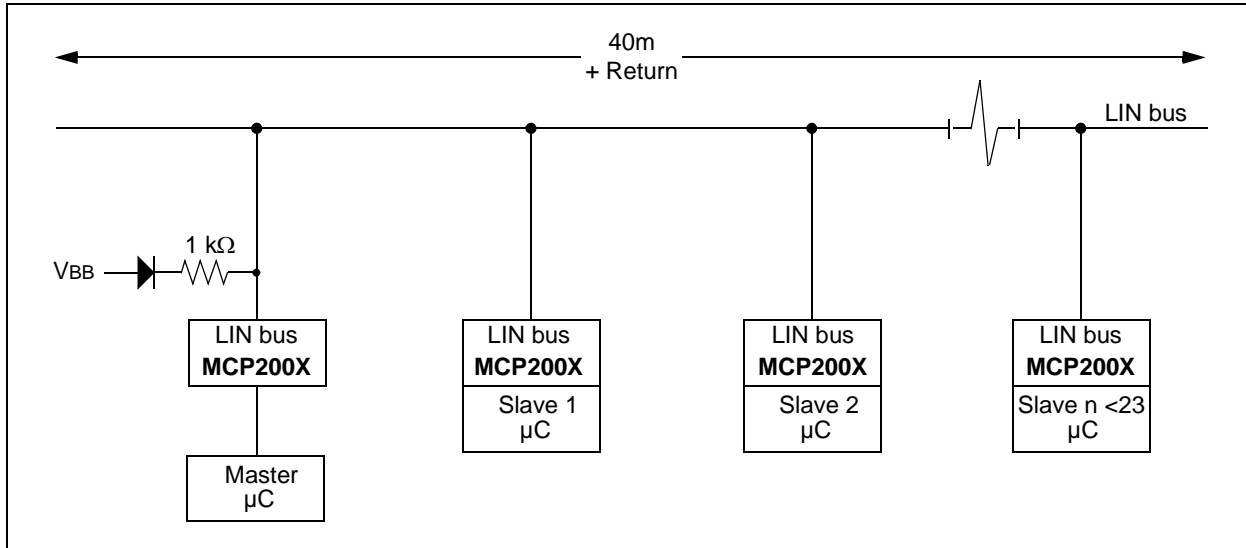 40m
+ Return
LIN bus
1 kΩ
VBB
LIN bus
MCP200X
LIN bus
MCP200X
LIN bus
MCP200X
LIN bus
MCP200X
Slave 1
µC
Slave 2
µC
Slave n <23
µC
Master
µC